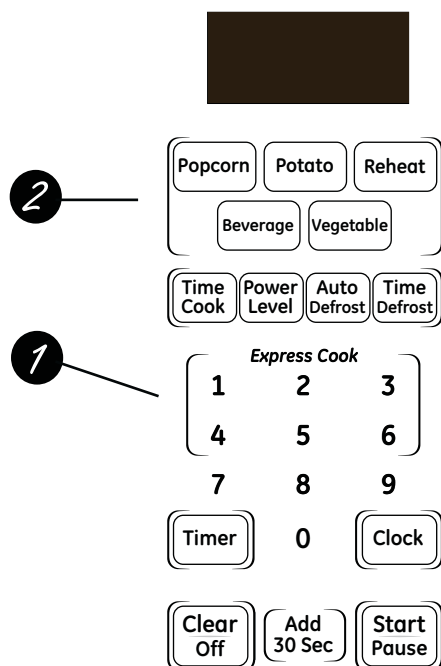 Popcorn Potato Reheat
2
Beverage Vegetable
Time Cook Power Level Auto Defrost Time Defrost
1
Express Cook
1 2 3
4 5 6
7 8 9
Timer 0 Clock
Clear Off Add 30 Sec Start Pause